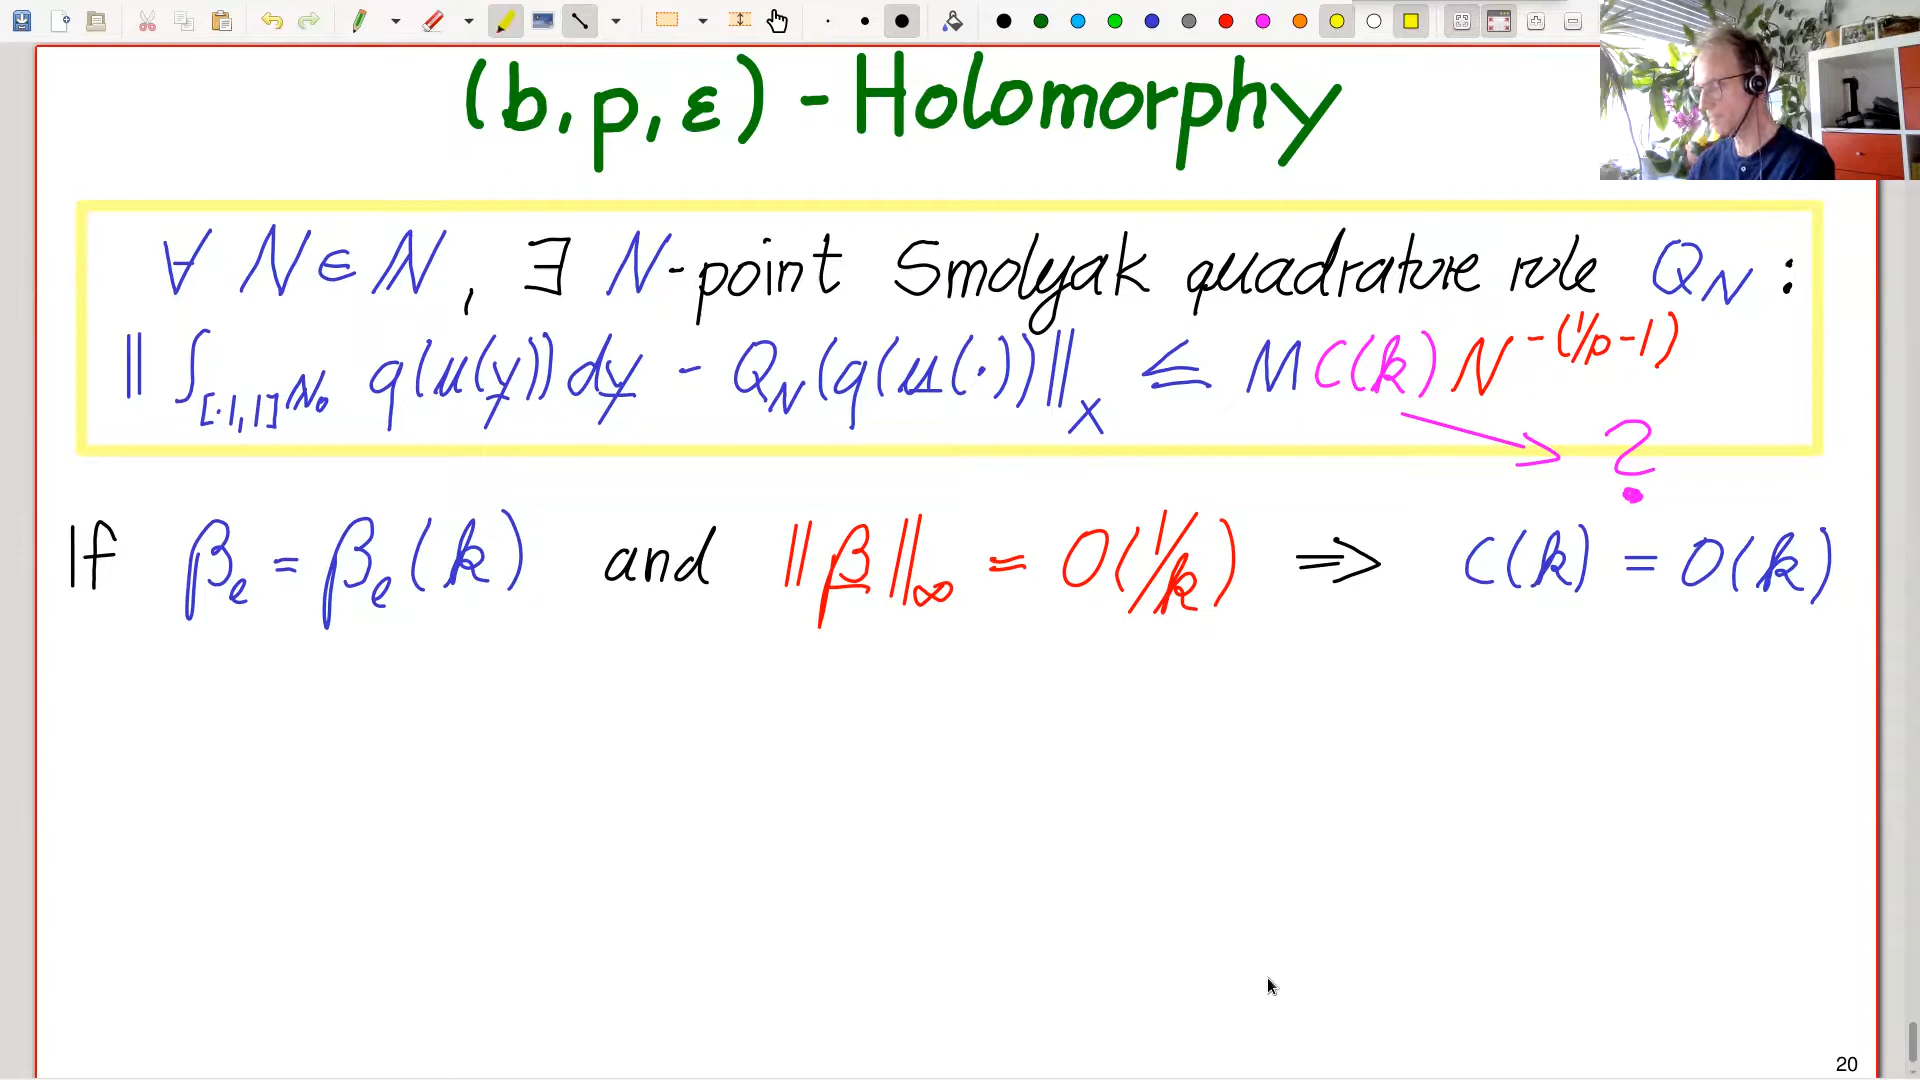 (b, p, ε) - Holomorphy
∀ N ∈ ℕ, ∃ N-point Smolyak quadrature rule Q_N :
‖ ∫_{[-1,1]^{ℕ_0}} q(u(y)) dy - Q_N(q(u(·))‖_X ≤ M C(k) N^{-(1/p-1)}
?
If β_e = β_e(k) and ‖β‖_∞ = O(1/k) ⟹ C(k) = O(k)
20